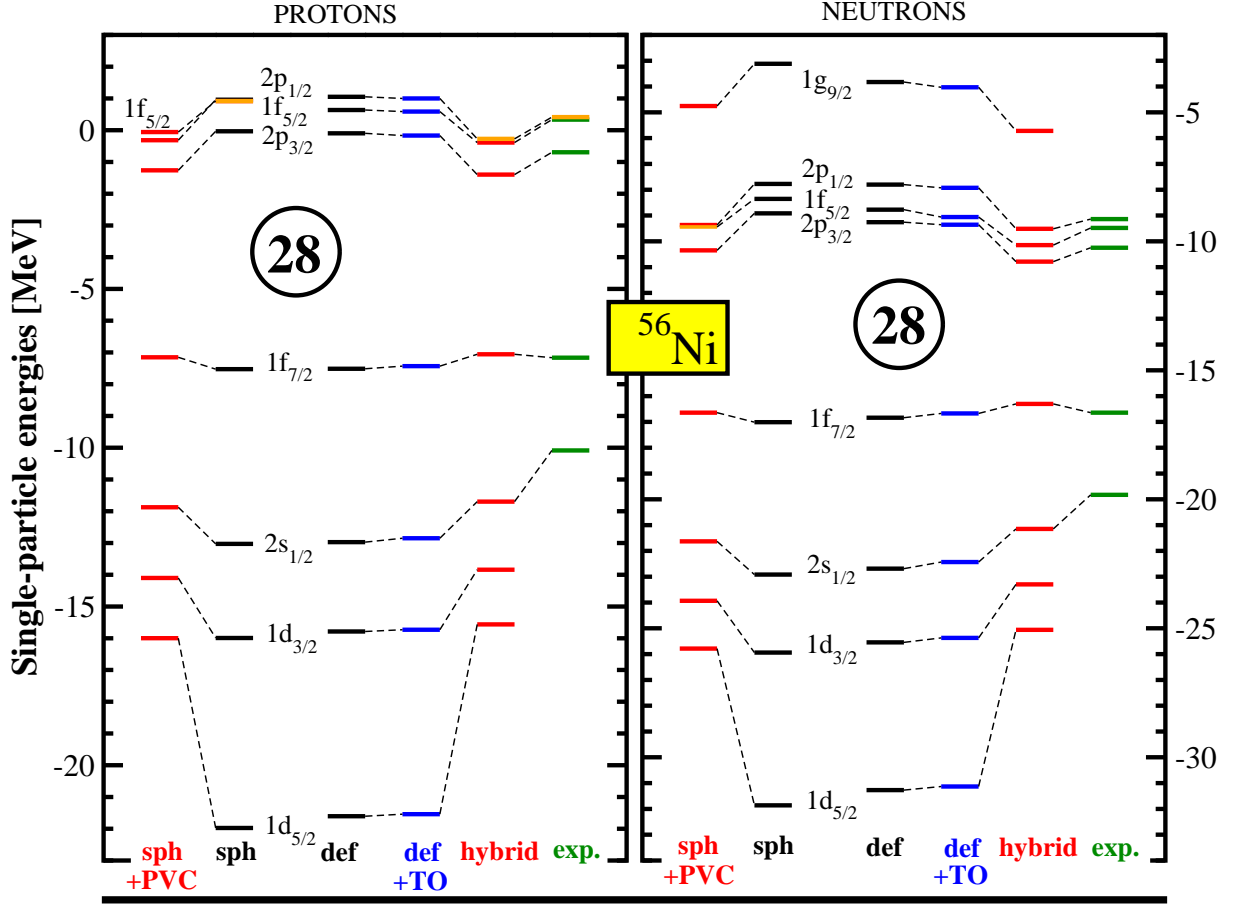 PROTONS
NEUTRONS
Single-particle energies [MeV]
0
-5
-10
-15
-20
-5
-10
-15
-20
-25
-30
2p1/2
1f5/2
1f5/2
2p3/2
28
1f7/2
2s1/2
1d3/2
1d5/2
56Ni
1g9/2
2p1/2
1f5/2
2p3/2
28
1f7/2
2s1/2
1d3/2
1d5/2
sph sph def def hybrid exp.
+PVC +TO
sph sph def def hybrid exp.
+PVC +TO